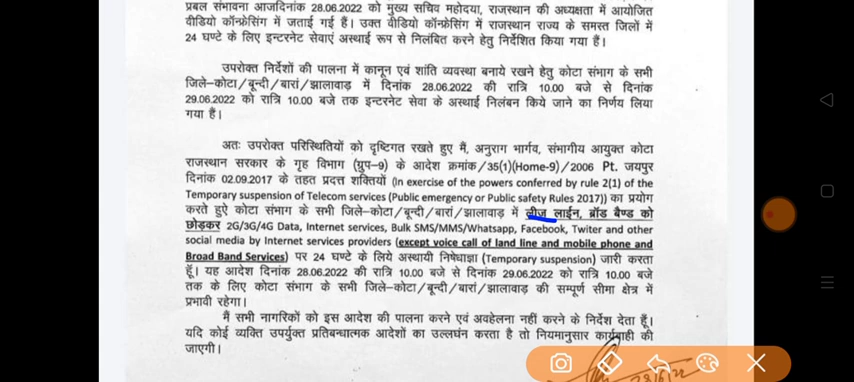 प्रबल संभावना आजदिनांक 28.06.2022 को मुख्य सचिव महोदया, राजस्थान की अध्यक्षता में आयोजित
वीडियो कॉन्फ्रेसिंग में जताई गई हैं। उक्त वीडियो कॉन्फ्रेसिंग में राजस्थान राज्य के समस्त जिलों में
24 घण्टे के लिए इन्टरनेट सेवाएं अस्थाई रूप से निलंबित करने हेतु निर्देशित किया गया हैं।
उपरोक्त निर्देशों की पालना में कानून एवं शांति व्यवस्था बनाये रखने हेतु कोटा संभाग के सभी
जिले–कोटा/बून्दी/बारां/झालावाड़ में दिनांक 28.06.2022 की रात्रि 10.00 बजे से दिनांक
29.06.2022 को रात्रि 10.00 बजे तक इन्टरनेट सेवा के अस्थाई निलंबन किये जाने का निर्णय लिया
गया हैं।
अतः उपरोक्त परिस्थितियों को दृष्टिगत रखते हुए मैं, अनुराग भार्गव, संभागीय आयुक्त कोटा
राजस्थान सरकार के गृह विभाग (ग्रुप–9) के आदेश क्रमांक/35(1)(Home-9)/2006 Pt. जयपुर
दिनांक 02.09.2017 के तहत प्रदत्त शक्तियों (In exercise of the powers conferred by rule 2(1) of the
Temporary suspension of Telecom services (Public emergency or Public safety Rules 2017)) का प्रयोग
करते हुऐ कोटा संभाग के सभी जिले–कोटा/बून्दी/बारां/झालावाड़ में लीज लाईन, ब्रॉड बैण्ड को
छोड़कर 2G/3G/4G Data, Internet services, Bulk SMS/MMS/Whatsapp, Facebook, Twiter and other
social media by Internet services providers (except voice call of land line and mobile phone and
Broad Band Services) पर 24 घण्टे के लिये अस्थायी निषेधाज्ञा (Temporary suspension) जारी करता
हूँ। यह आदेश दिनांक 28.06.2022 की रात्रि 10.00 बजे से दिनांक 29.06.2022 को रात्रि 10.00 बजे
तक के लिए कोटा संभाग के सभी जिले–कोटा/बून्दी/बारां/झालावाड़ की सम्पूर्ण सीमा क्षेत्र में
प्रभावी रहेगा।
मैं सभी नागरिकों को इस आदेश की पालना करने एवं अवहेलना नहीं करने के निर्देश देता हूँ।
यदि कोई व्यक्ति उपर्युक्त प्रतिबन्धात्मक आदेशों का उल्लघंन करता है तो नियमानुसार कार्यवाही की
जाएगी।